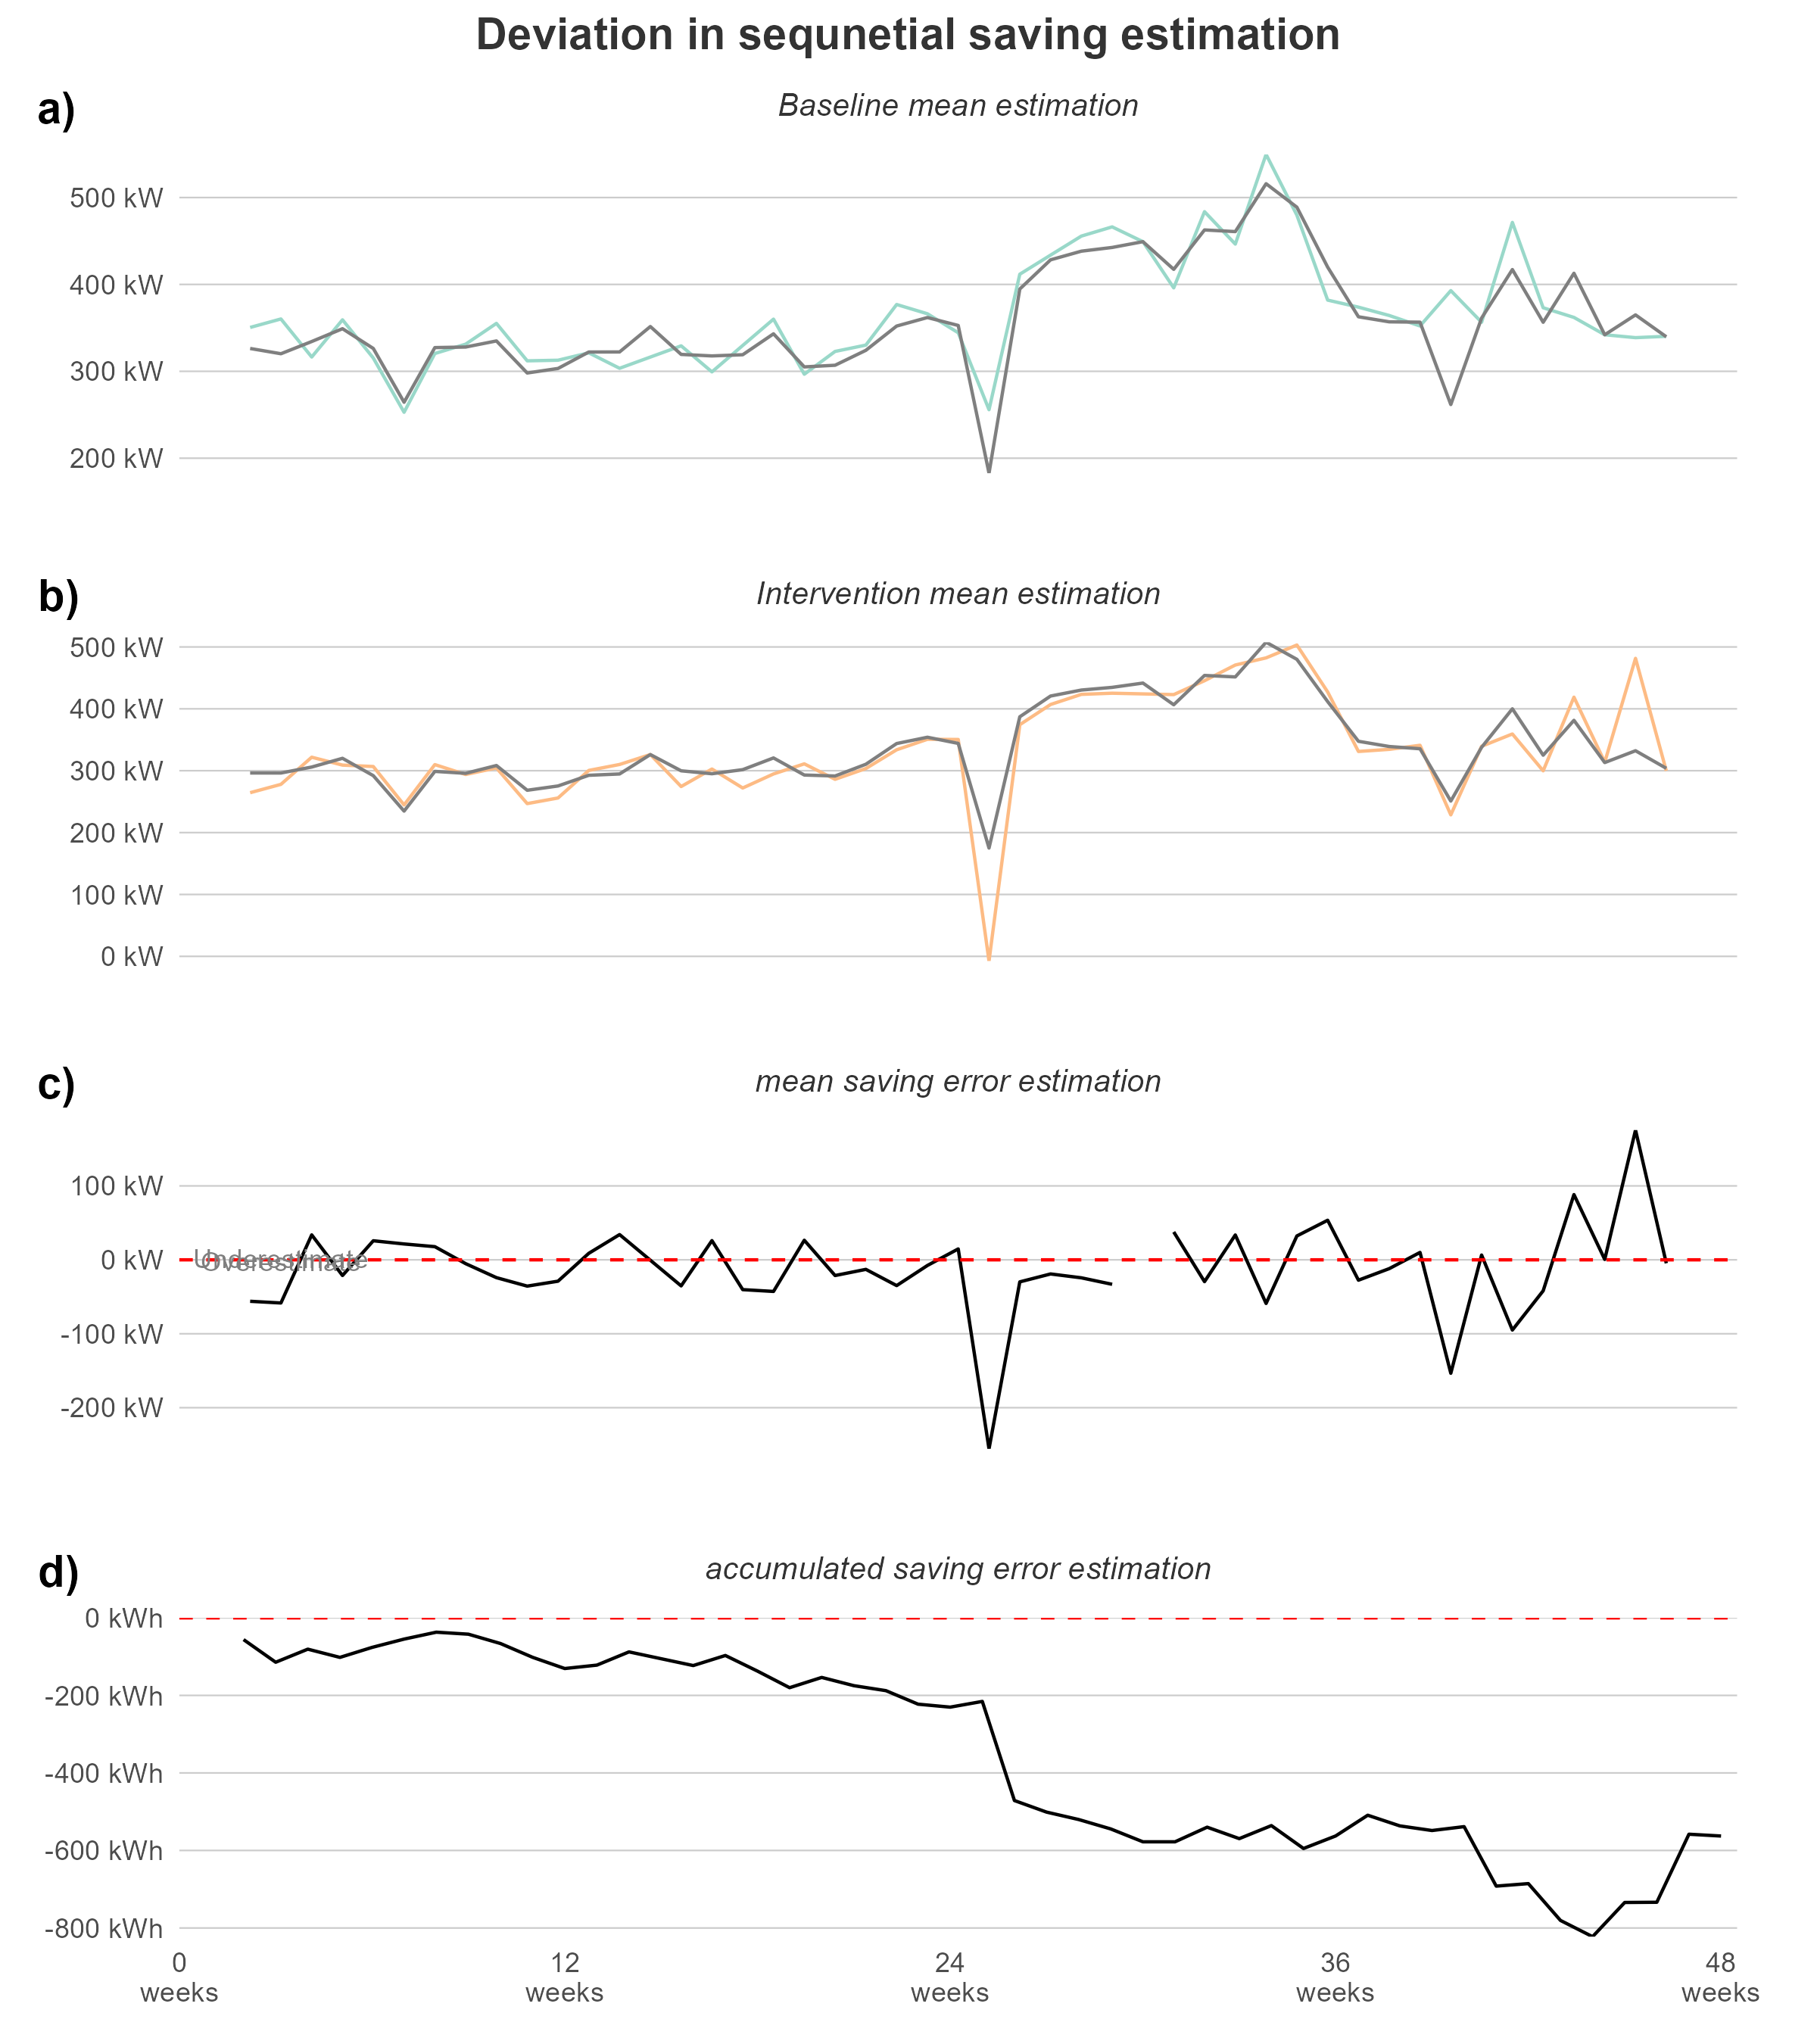 Deviation in sequnetial saving estimation
a)
Baseline mean estimation
500 kW
400 kW
300 kW
200 kW
b)
Intervention mean estimation
500 kW
400 kW
300 kW
200 kW
100 kW
0 kW
c)
mean saving error estimation
100 kW
0 kW
Underestimate
Overestimate
-100 kW
-200 kW
d)
accumulated saving error estimation
0 kWh
-200 kWh
-400 kWh
-600 kWh
-800 kWh
0 12 24 36 48
weeks weeks weeks weeks weeks